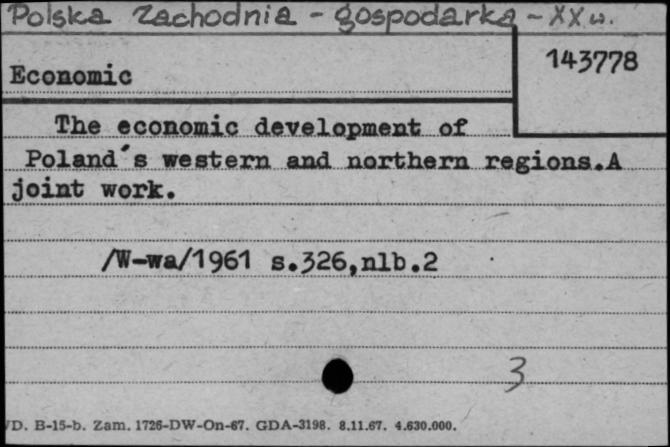 Polska Zachodnia - gospodarka - XX w.
143778
Economic
The economic development of
Poland's western and northern regions.A
joint work.
/W-wa/1961 s.326,nlb.2
3
D. B-15-b. Zam. 1726-DW-On-67. GDA-3198. 8.11.67. 4.630.000.